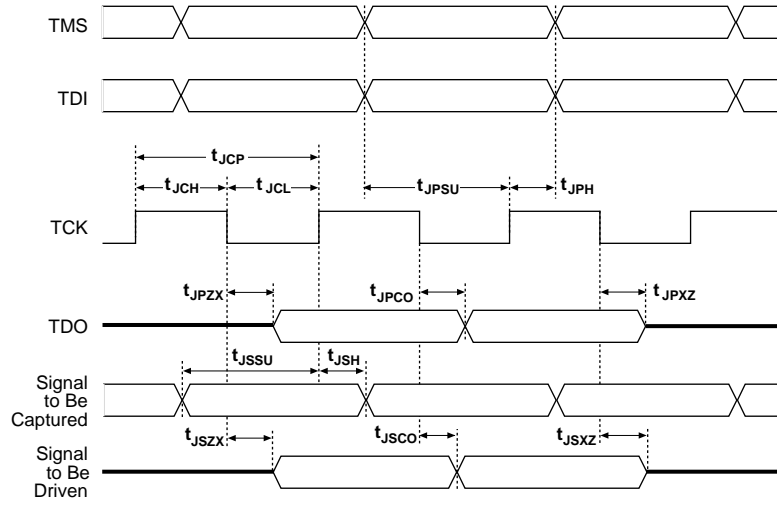 TMS
TDI
tJCP
tJCH tJCL tJPSU tJPH
TCK
tJPZX tJPCO tJPXZ
TDO
tJSSU tJSH
Signal
to Be
Captured
tJSZX tJSCO tJSXZ
Signal
to Be
Driven